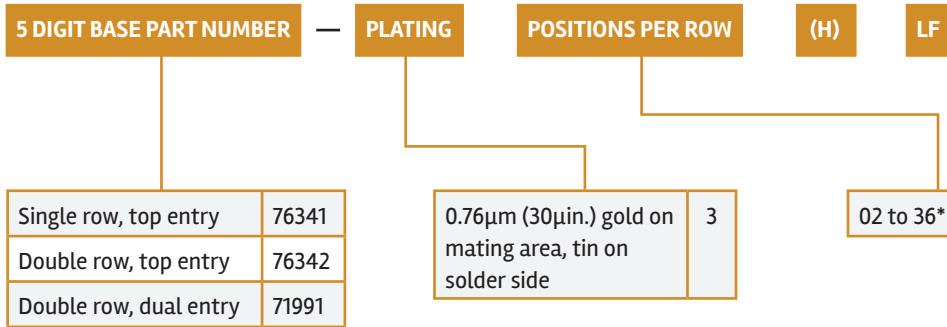 5 DIGIT BASE PART NUMBER — PLATING POSITIONS PER ROW (H) LF
Single row, top entry 76341
Double row, top entry 76342
Double row, dual entry 71991
0.76µm (30µin.) gold on 3
mating area, tin on
solder side
02 to 36*